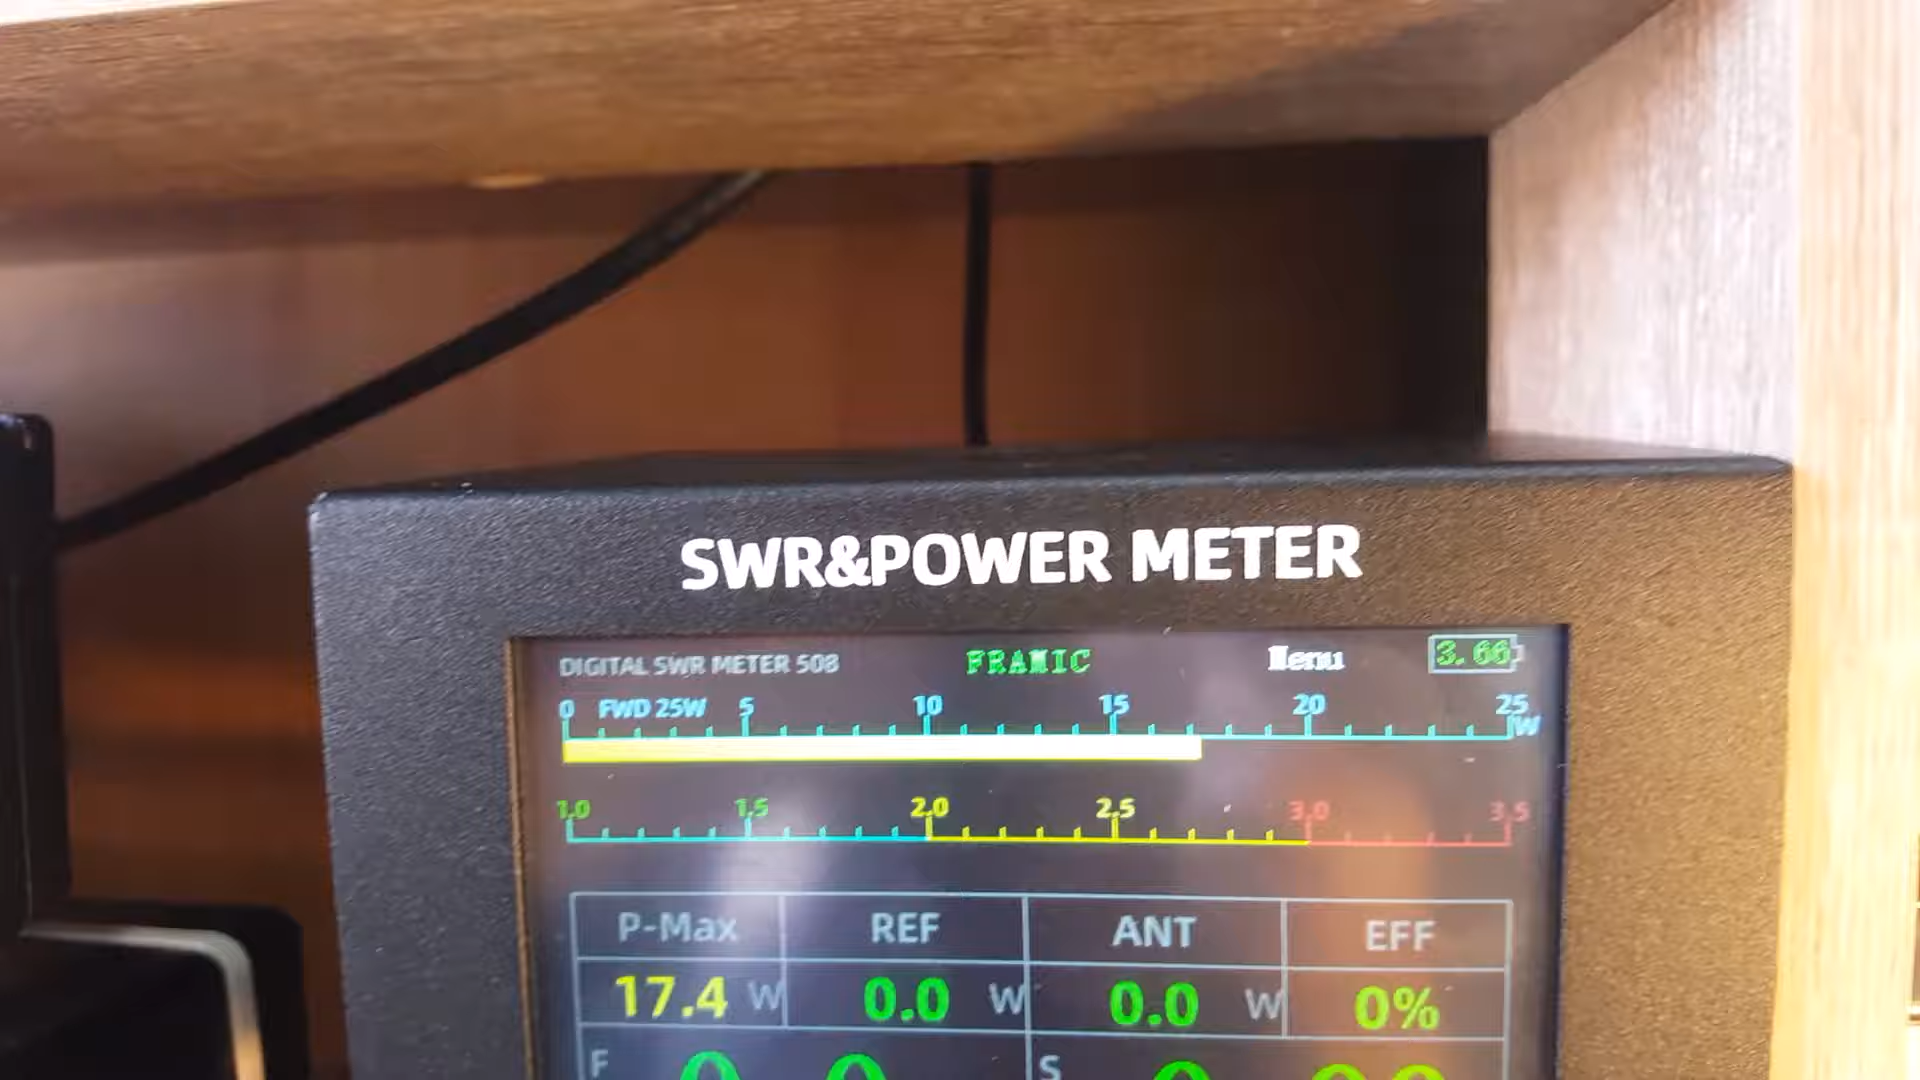 SWR&POWER METER
DIGITAL SWR METER 508 FRAMIC Menu 3.66
0 FWD 25W 5 10 15 20 25
W
1.0 1.5 2.0 2.5 3.0 3.5
P-Max REF ANT EFF
17.4 W 0.0 W 0.0 W 0%
F S